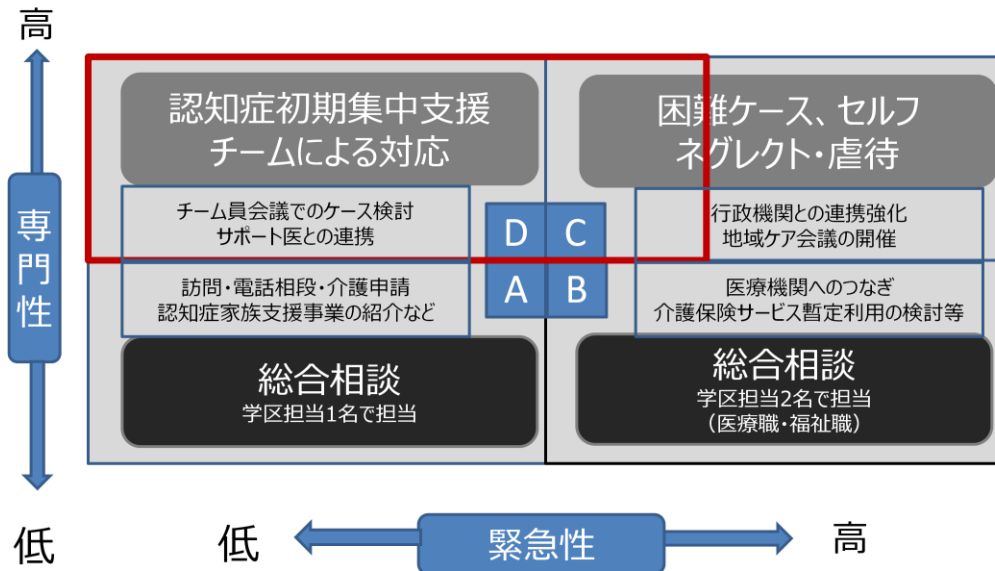 高
専門性
低
認知症初期集中支援
チームによる対応
チーム員会議でのケース検討
サポート医との連携
困難ケース、セルフ
ネグレクト・虐待
行政機関との連携強化
地域ケア会議の開催
D
C
A
B
訪問・電話相段・介護申請
認知症家族支援事業の紹介など
総合相談
学区担当1名で担当
医療機関へのつなぎ
介護保険サービス暫定利用の検討等
総合相談
学区担当2名で担当
（医療職・福祉職）
低
緊急性
高